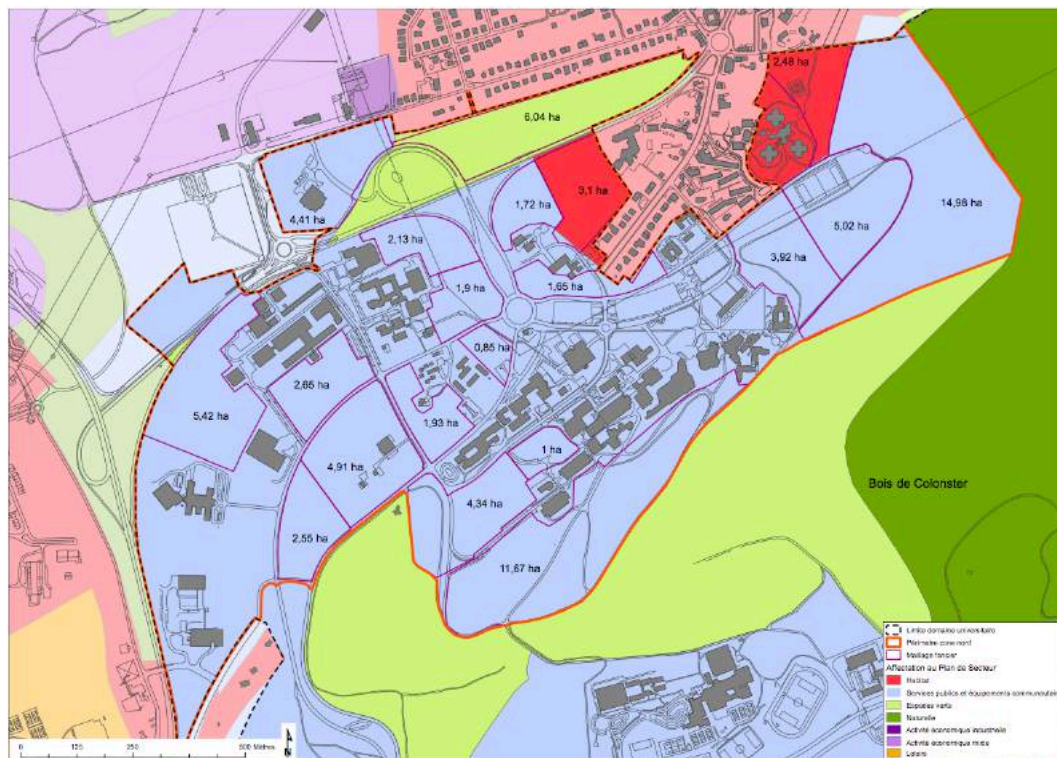 2,48 ha
6,04 ha
3,1 ha
14,98 ha
1,72 ha
4,41 ha
5,02 ha
2,13 ha
3,92 ha
1,9 ha
1,65 ha
0,85 ha
2,65 ha
5,42 ha
1,93 ha
1 ha
4,91 ha
Bois de Colonster
4,34 ha
2,55 ha
11,67 ha
Limite domaine universitaire
Périmètre zone nord
Maillage foncier
Affectation au Plan de Secteur
Habitat
Services publics et équipements communautaires
Espaces verts
Naturelle
Activité économique industrielle
Activité économique mixte
Loisirs
0 125 250 500 Mètres
N